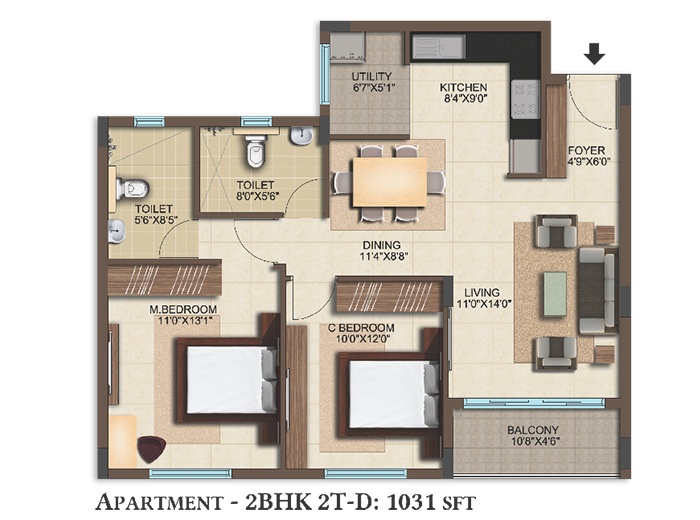 UTILITY
6'7"X5'1"
KITCHEN
8'4"X9'0"
FOYER
4'9"X6'0"
TOILET
8'0"X5'6"
TOILET
5'6"X8'5"
DINING
11'4"X8'8"
LIVING
11'0"X14'0"
M.BEDROOM
11'0"X13'1"
C BEDROOM
10'0"X12'0"
BALCONY
10'8"X4'6"
APARTMENT - 2BHK 2T-D: 1031 SFT